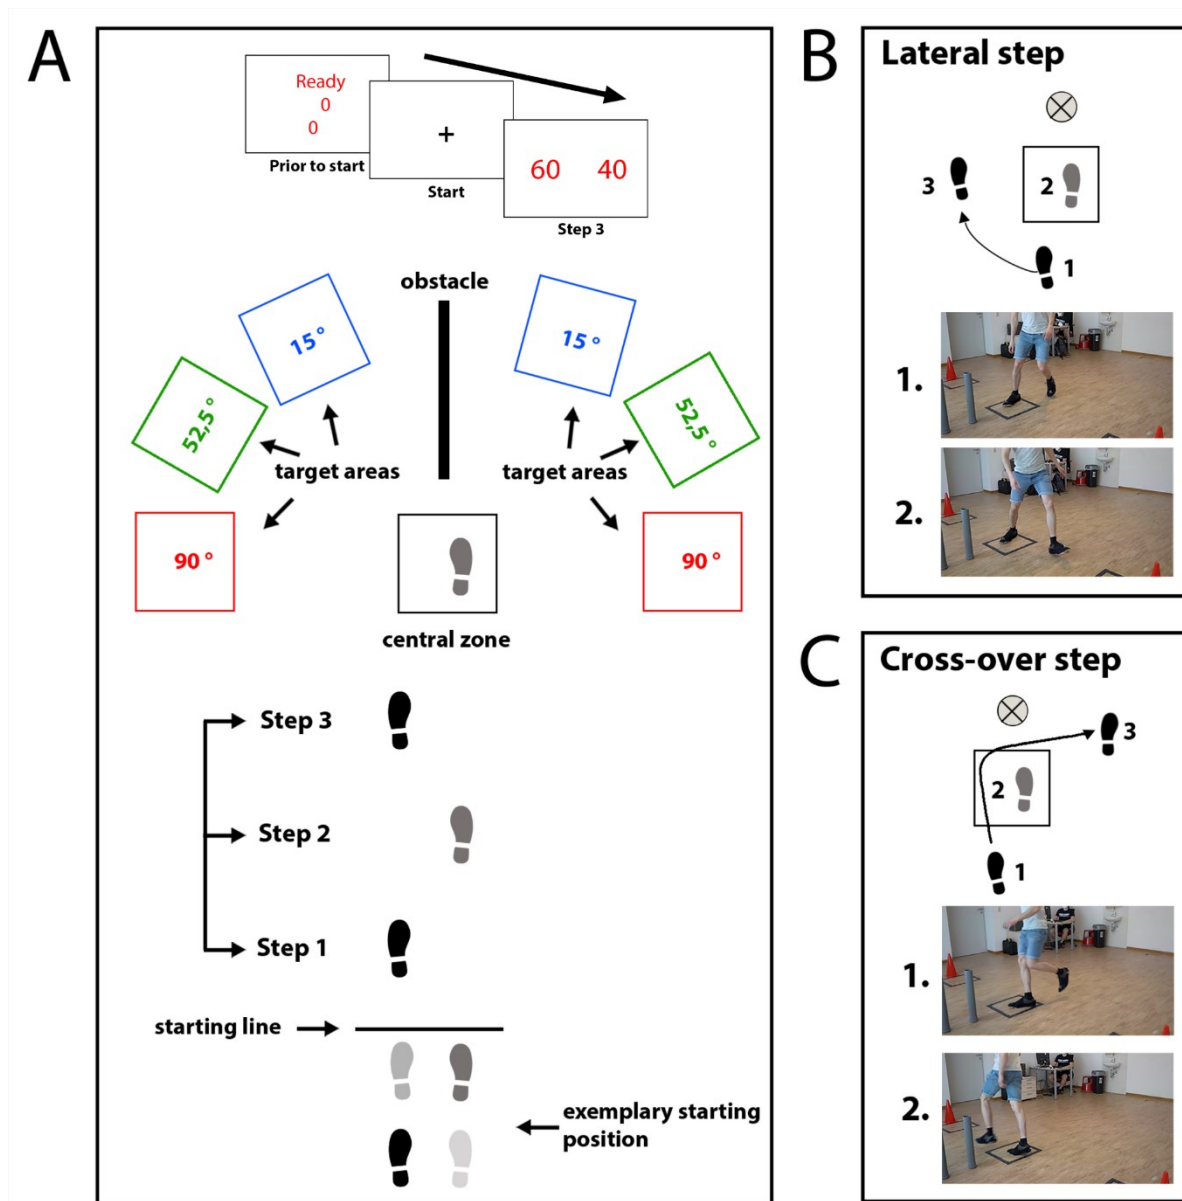 A
Ready
0
0
Prior to start
+
Start
60 40
Step 3
obstacle
15 °
15 °
52,5 °
52,5 °
target areas
target areas
90 °
90 °
central zone
Step 3
Step 2
Step 1
starting line
exemplary starting
position
B
Lateral step
3
2
1
1.
2.
C
Cross-over step
3
2
1
1.
2.